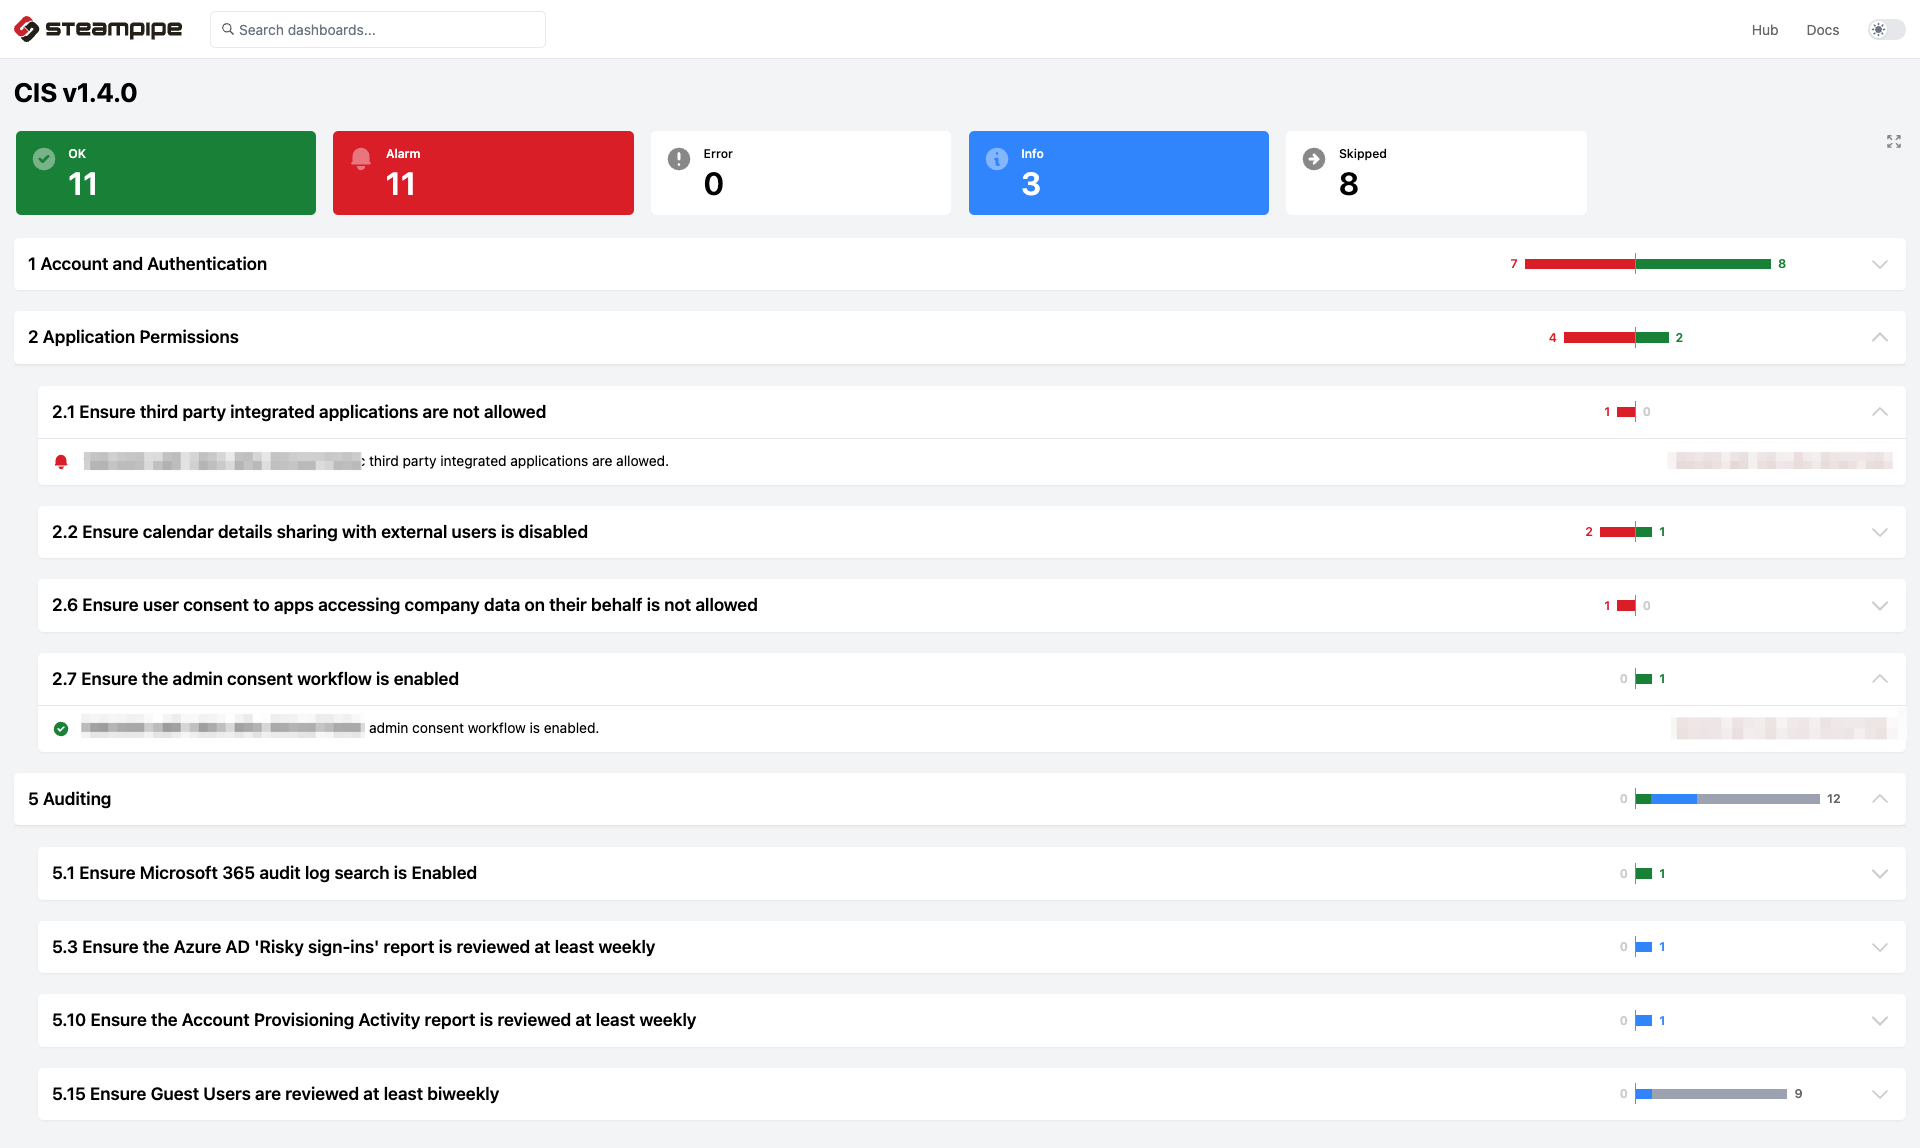 STEAMPIPE
Search dashboards...
Hub
Docs
CIS v1.4.0
OK
11
Alarm
11
Error
0
Info
3
Skipped
8
1 Account and Authentication
7
8
2 Application Permissions
4
2
2.1 Ensure third party integrated applications are not allowed
1
0
third party integrated applications are allowed.
2.2 Ensure calendar details sharing with external users is disabled
2
1
2.6 Ensure user consent to apps accessing company data on their behalf is not allowed
1
0
2.7 Ensure the admin consent workflow is enabled
0
1
admin consent workflow is enabled.
5 Auditing
0
12
5.1 Ensure Microsoft 365 audit log search is Enabled
0
1
5.3 Ensure the Azure AD 'Risky sign-ins' report is reviewed at least weekly
0
1
5.10 Ensure the Account Provisioning Activity report is reviewed at least weekly
0
1
5.15 Ensure Guest Users are reviewed at least biweekly
0
9